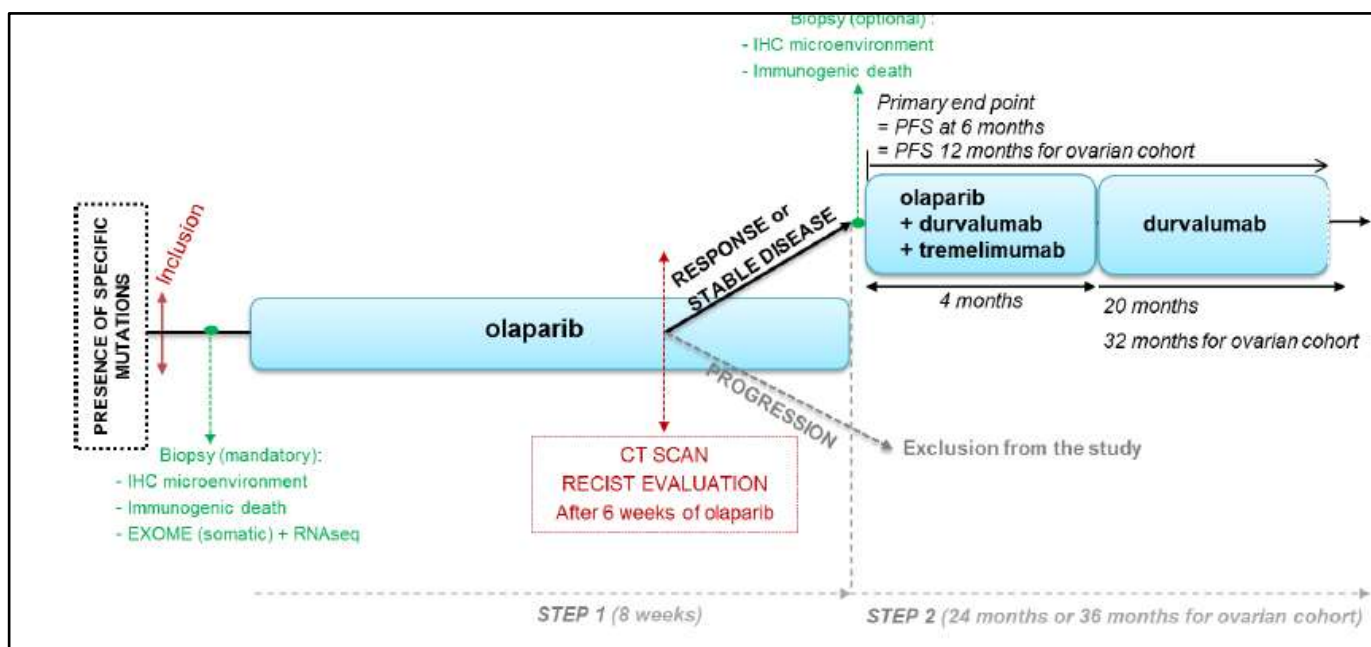 Biopsy (optional) :
- IHC microenvironment
- Immunogenic death
Primary end point
= PFS at 6 months
= PFS 12 months for ovarian cohort
PRESENCE OF SPECIFIC
MUTATIONS
Inclusion
olaparib
RESPONSE or
STABLE DISEASE
PROGRESSION
olaparib
+ durvalumab
+ tremelimumab
durvalumab
4 months
20 months
32 months for ovarian cohort
Exclusion from the study
Biopsy (mandatory):
- IHC microenvironment
- Immunogenic death
- EXOME (somatic) + RNAseq
CT SCAN
RECIST EVALUATION
After 6 weeks of olaparib
STEP 1 (8 weeks)
STEP 2 (24 months or 36 months for ovarian cohort)